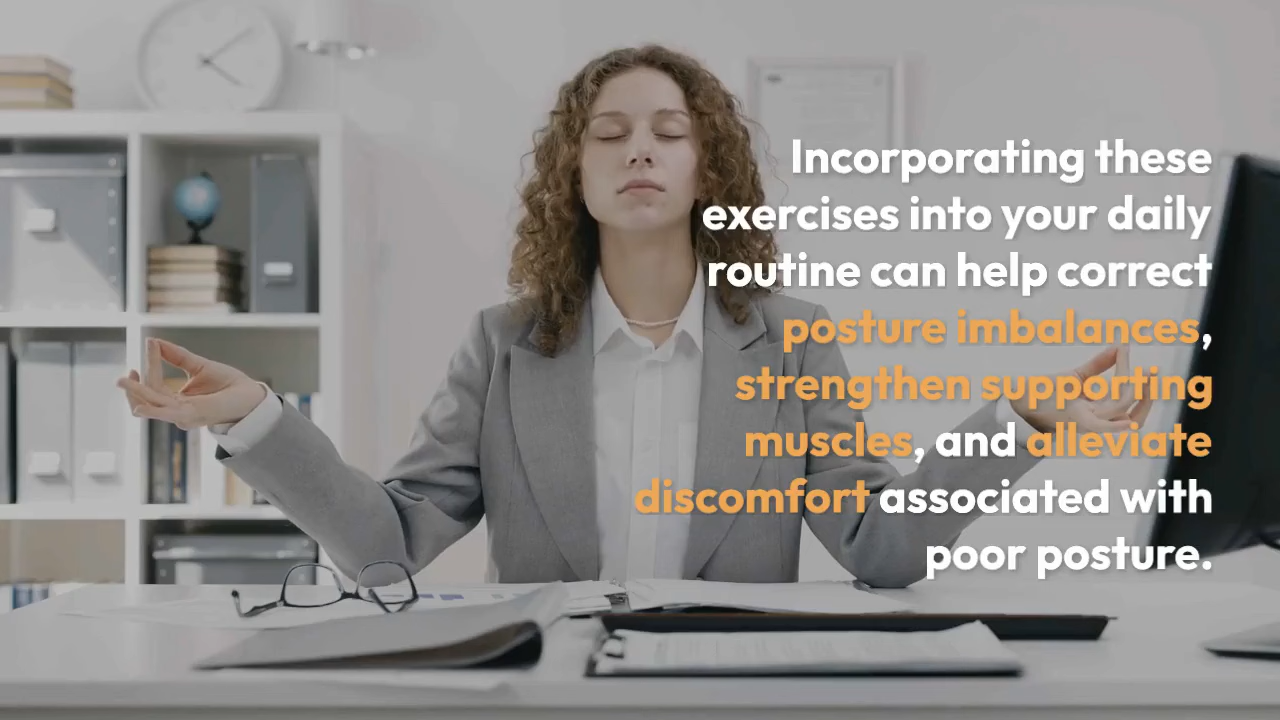 Incorporating these
exercises into your daily
routine can help correct
posture imbalances,
strengthen supporting
muscles, and alleviate
discomfort associated with
poor posture.